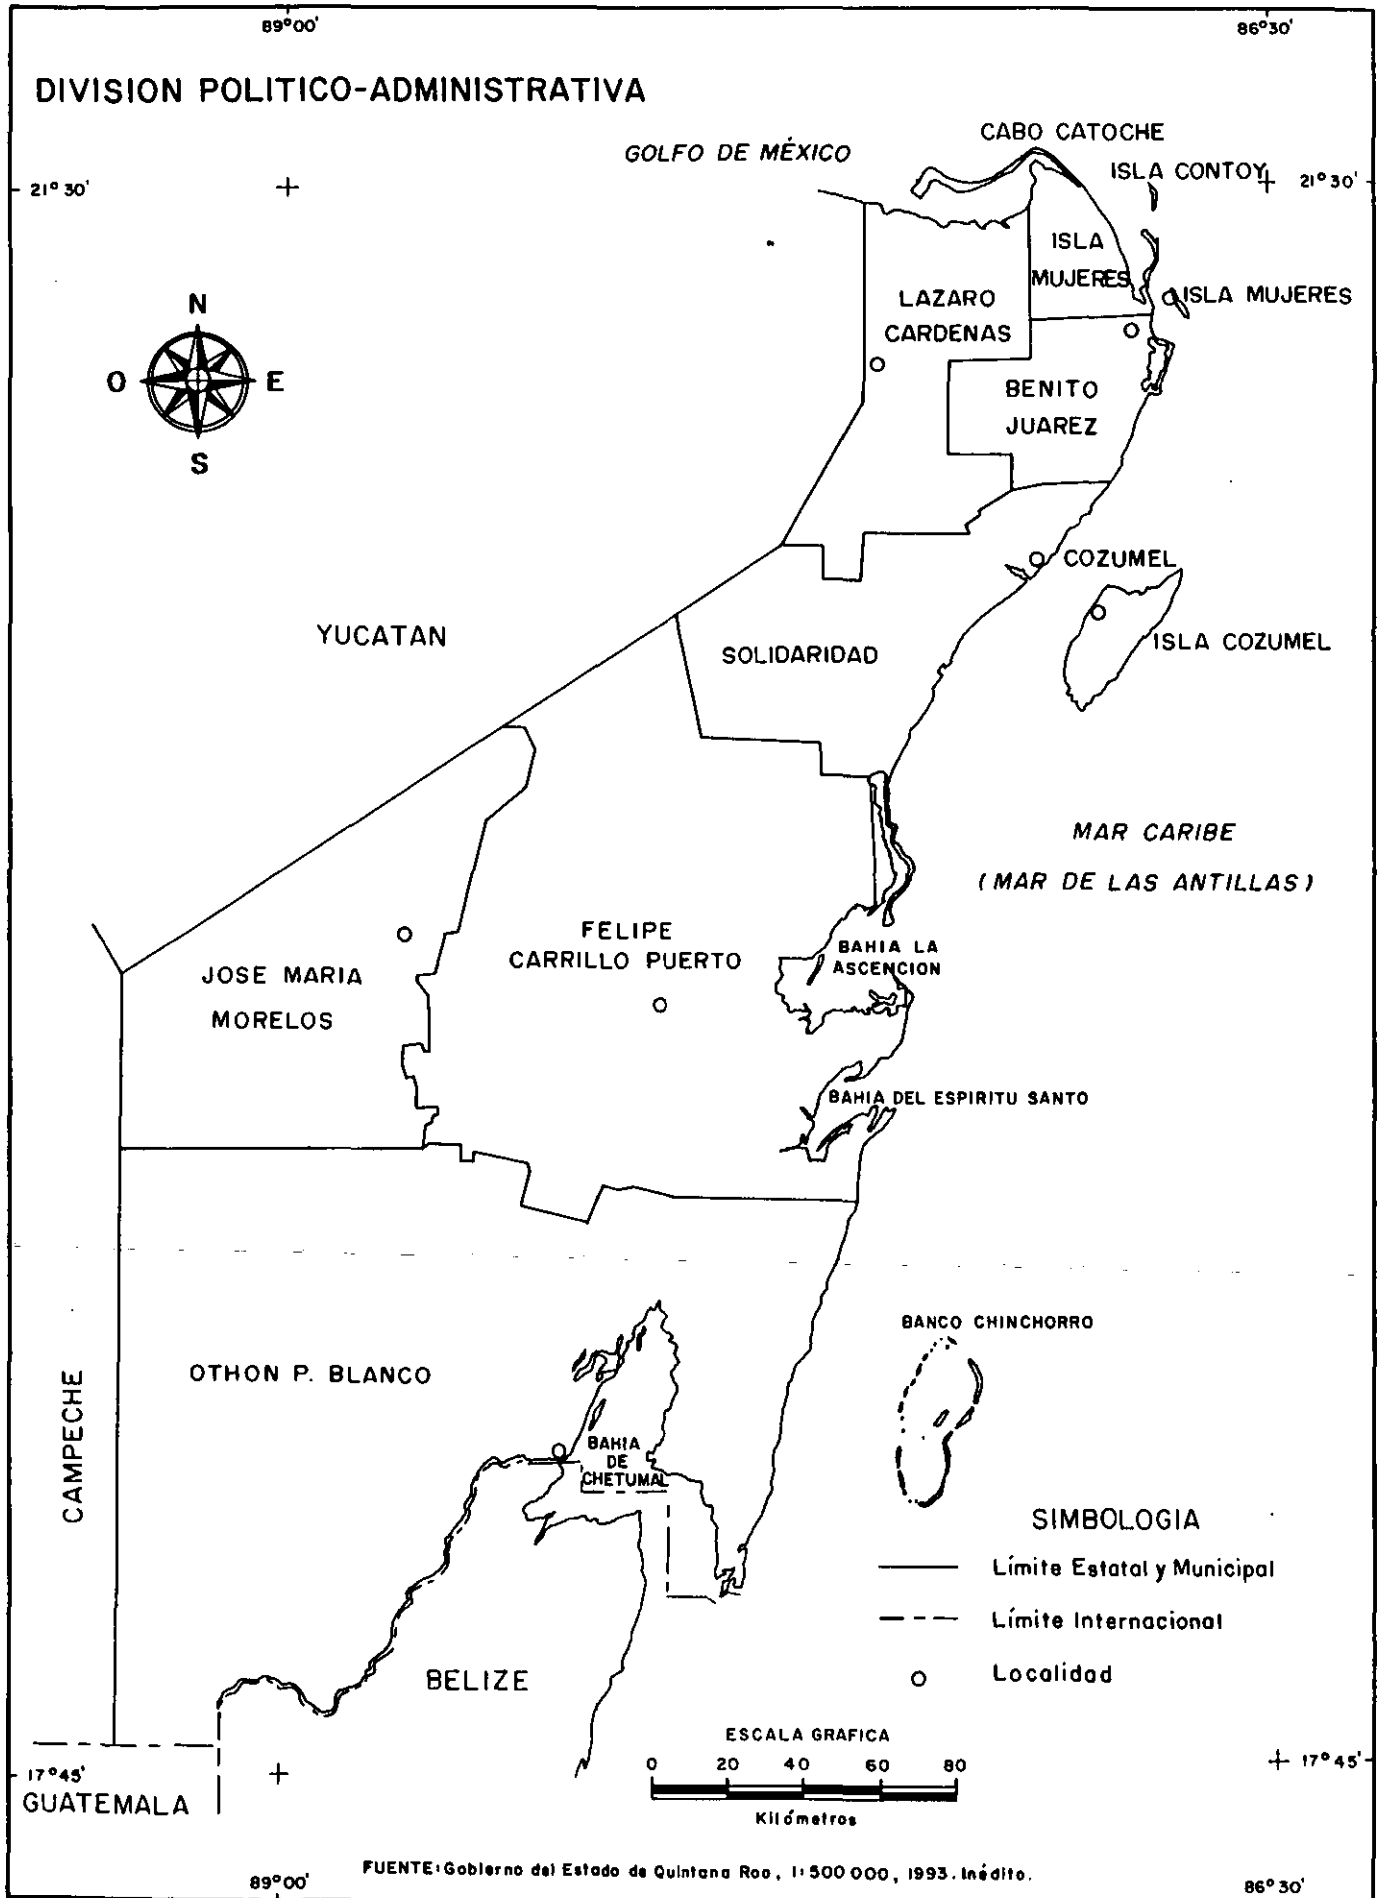 89°00'
86°30'
DIVISION POLITICO-ADMINISTRATIVA
CABO CATOCHE
GOLFO DE MÉXICO
ISLA CONTOY
21°30'
21°30'
ISLA
MUJERES
ISLA MUJERES
LAZARO
CARDENAS
N
O
E
S
BENITO
JUAREZ
COZUMEL
YUCATAN
SOLIDARIDAD
ISLA COZUMEL
MAR CARIBE
(MAR DE LAS ANTILLAS)
FELIPE
CARRILLO PUERTO
BAHIA LA
ASCENCION
JOSE MARIA
MORELOS
BAHIA DEL ESPIRITU SANTO
BANCO CHINCHORRO
OTHON P. BLANCO
CAMPECHE
BAHIA
DE
CHETUMAL
SIMBOLOGIA
Límite Estatal y Municipal
Límite Internacional
Localidad
BELIZE
ESCALA GRAFICA
0 20 40 60 80
Kilómetros
17°45'
17°45'
GUATEMALA
FUENTE: Gobierno del Estado de Quintana Roo, 1:500 000, 1993. Inédito.
89°00'
86°30'